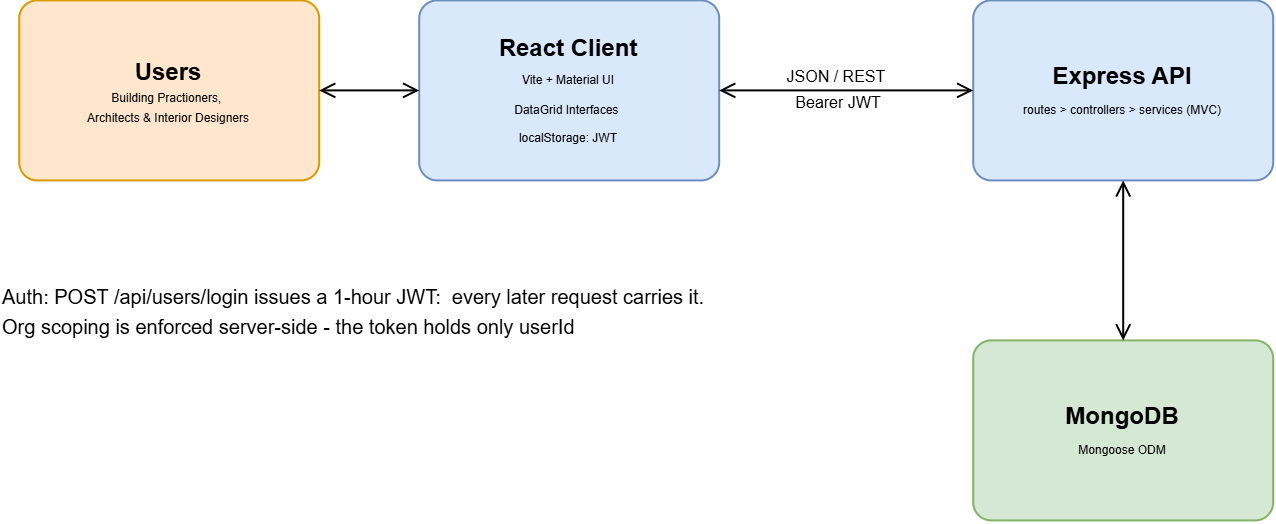 Users
Building Practioners,
Architects & Interior Designers
React Client
Vite + Material UI
DataGrid Interfaces
localStorage: JWT
JSON / REST
Bearer JWT
Express API
routes > controllers > services (MVC)
Auth: POST /api/users/login issues a 1-hour JWT:  every later request carries it.
Org scoping is enforced server-side - the token holds only userId
MongoDB
Mongoose ODM